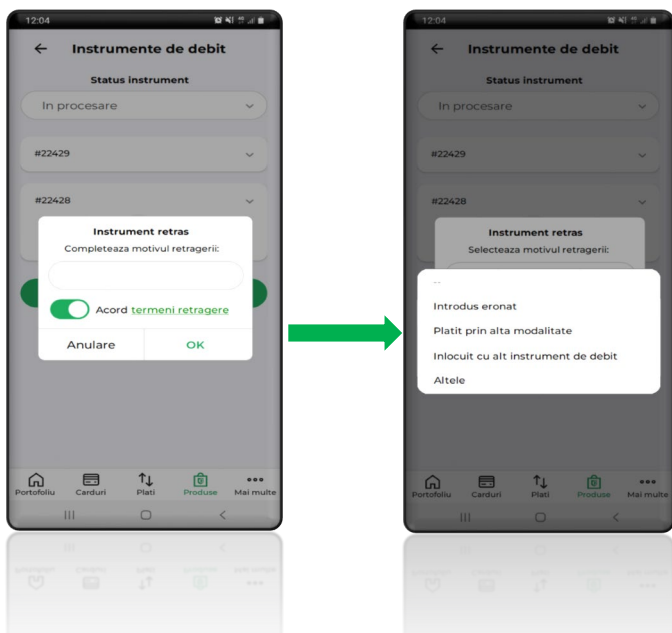 12:04
Instrumente de debit
Status instrument
In procesare
#22429
#22428
Instrument retras
Completeaza motivul retragerii:
Acord termeni retragere
Anulare OK
Portofoliu Carduri Plati Produse Mai multe
12:04
Instrumente de debit
Status instrument
In procesare
#22429
#22428
Instrument retras
Selecteaza motivul retragerii:
--
Introdus eronat
Platit prin alta modalitate
Inlocuit cu alt instrument de debit
Altele
Portofoliu Carduri Plati Produse Mai multe